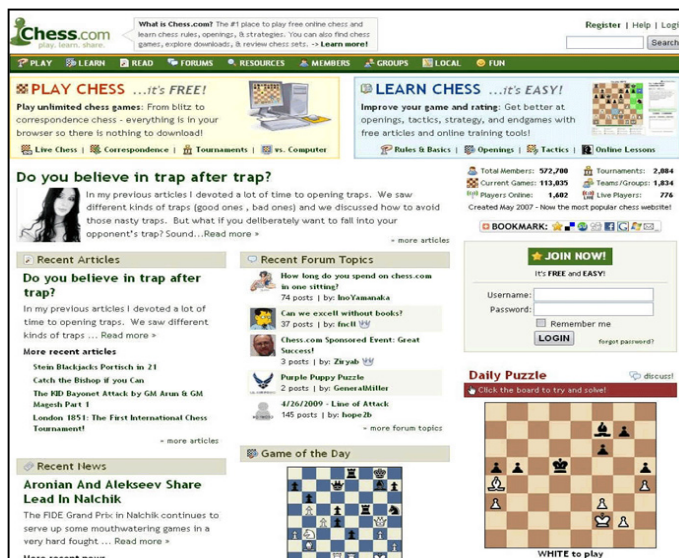 Chess.com
play. learn. share.
What is Chess.com? The #1 place to play free online chess and
learn chess rules, openings, & strategies. You can also find chess
games, explore downloads, & review chess sets. -> Learn more!
Register | Help | Logi
Search
PLAY LEARN READ FORUMS RESOURCES MEMBERS GROUPS LOCAL FUN
PLAY CHESS ...it's FREE!
Play unlimited chess games: From blitz to
correspondence chess - everything is in your
browser so there is nothing to download!
Live Chess | Correspondence | Tournaments | vs. Computer
LEARN CHESS ...it's EASY!
Improve your game and rating: Get better at
openings, tactics, strategy, and endgames with
free articles and online training tools!
Rules & Basics | Openings | Tactics | Online Lessons
Do you believe in trap after trap?
In my previous articles I devoted a lot of time to opening traps. We saw
different kinds of traps (good ones , bad ones) and we discussed how to avoid
those nasty traps. But what if you deliberately want to fall into your
opponent's trap? Sound...Read more »
» more articles
Total Members: 572,700 Tournaments: 2,084
Current Games: 113,035 Teams/Groups: 1,834
Players Online: 1,602 Live Players: 776
Created May 2007 - Now the most popular chess website!
BOOKMARK:
Recent Articles
Do you believe in trap after
trap?
In my previous articles I devoted a lot of
time to opening traps. We saw different
kinds of traps ... Read more »
More recent articles
Stein Blackjacks Portisch in 21
Catch the Bishop if you Can
The KID Bayonet Attack by GM Arun & GM
Magesh Part 1
London 1851: The First International Chess
Tournament!
» more articles
Recent News
Aronian And Alekseev Share
Lead In Nalchik
The FIDE Grand Prix in Nalchik continues to
serve up some mouthwatering games in a
very hard fought ... Read more »
More recent news
Recent Forum Topics
How long do you spend on chess.com
in one sitting?
74 posts | by: InoYamanaka
Can we excell without books?
37 posts | by: fncll
Chess.com Sponsored Event: Great
Success!
3 posts | by: Ziryab
Purple Puppy Puzzle
2 posts | by: GeneralMiller
4/26/2009 - Line of Attack
145 posts | by: hope2b
» more forum topics
Game of the Day
JOIN NOW!
It's FREE and EASY!
Username:
Password:
Remember me
LOGIN
forgot password?
Daily Puzzle
discuss!
Click the board to try and solve!
WHITE to play